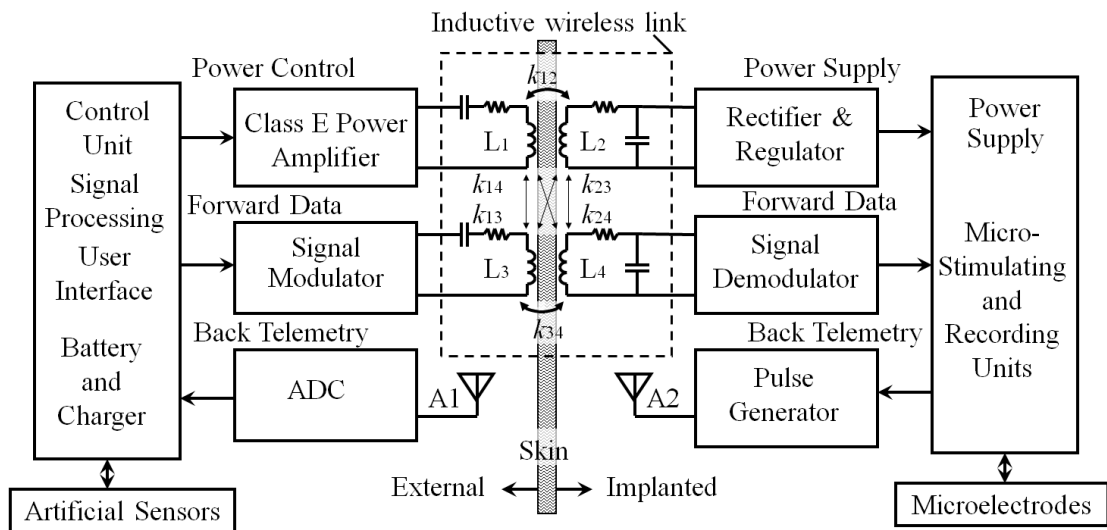 Inductive wireless link
Power Control
k12
Power Supply
Control
Unit
Signal
Processing
User
Interface
Battery
and
Charger
Class E Power
Amplifier
L1
L2
Rectifier &
Regulator
Power
Supply
Micro-
Stimulating
and
Recording
Units
k14
k23
Forward Data
k13
k24
Forward Data
Signal
Modulator
L3
L4
Signal
Demodulator
Back Telemetry
k34
Back Telemetry
ADC
A1
A2
Pulse
Generator
Skin
External
Implanted
Artificial Sensors
Microelectrodes